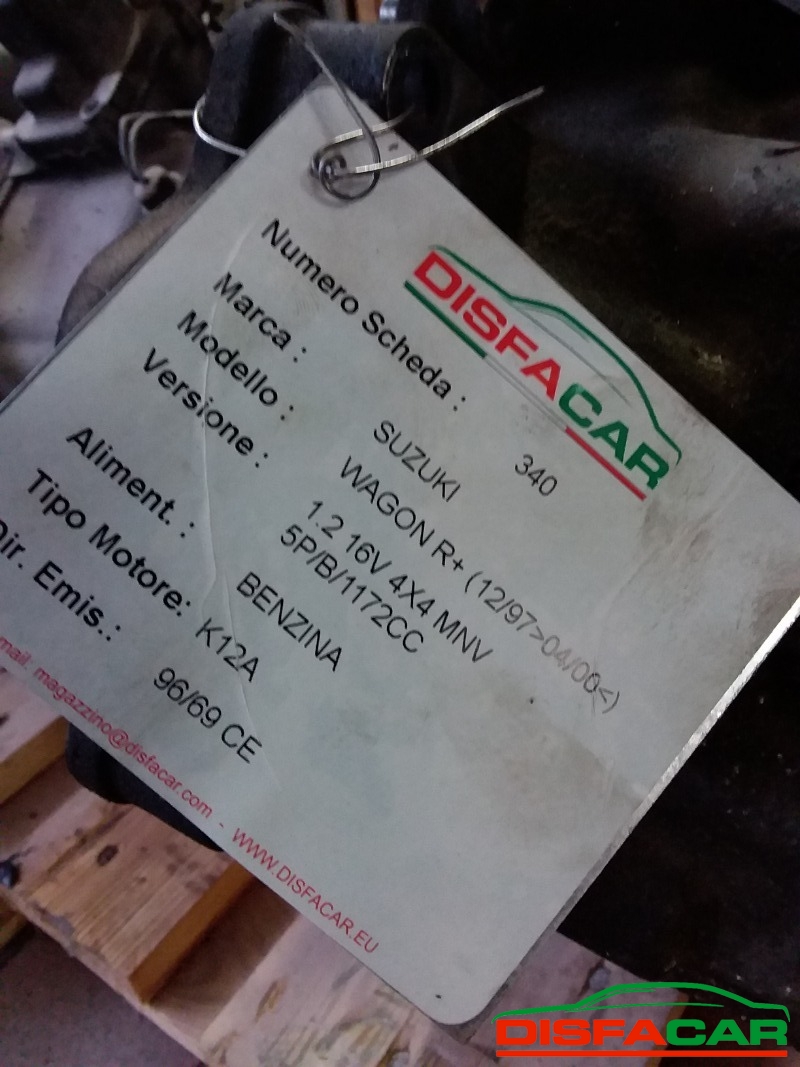 DISFACAR
Numero Scheda : 340
Marca : SUZUKI
Modello : WAGON R+ (12/97>04/00<)
Versione : 1.2 16V 4X4 MNV
5P/B/1172CC
Aliment. : BENZINA
Tipo Motore: K12A
Dir. Emis.: 96/69 CE
mail. magazzino@disfacar.com - WWW.DISFACAR.EU
DISFACAR